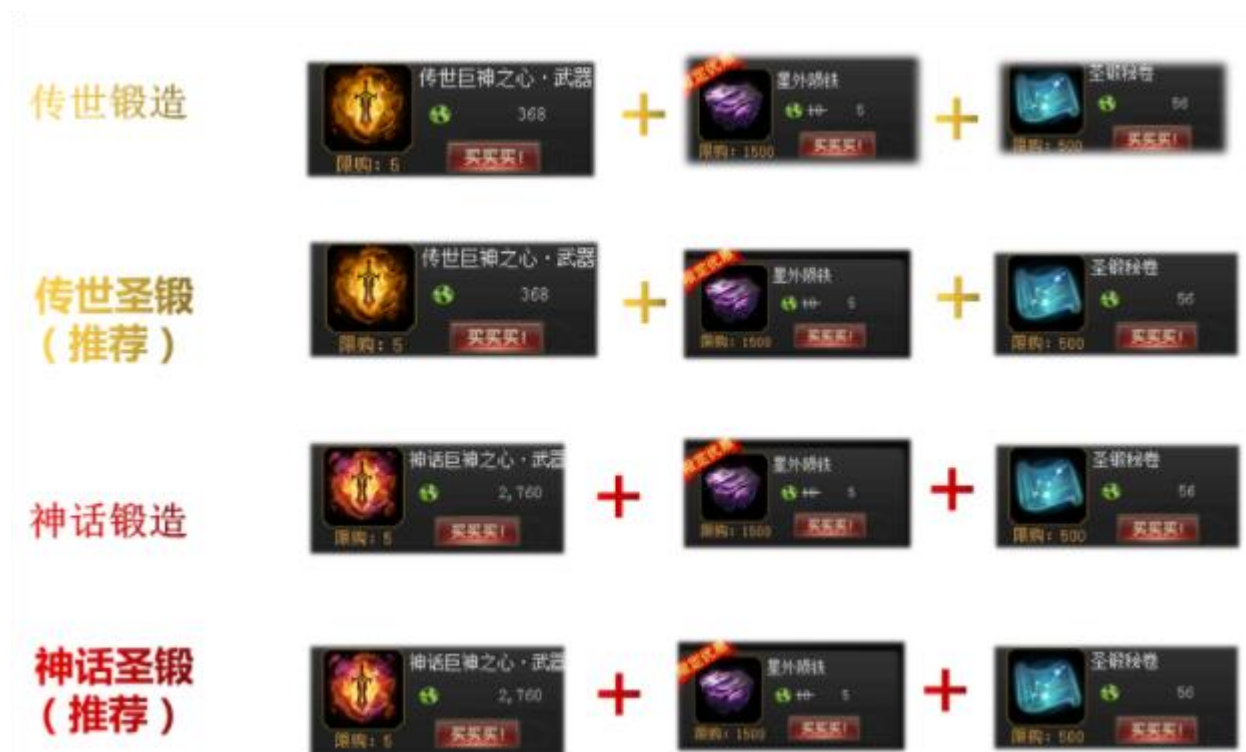 传世锻造
传世巨神之心·武器
368
限购：5
买买买！
星外陨铁
10 5
限购：1500
买买买！
圣锻秘卷
56
限购：500
买买买！
传世圣锻
（推荐）
传世巨神之心·武器
368
限购：5
买买买！
星外陨铁
10 5
限购：1500
买买买！
圣锻秘卷
56
限购：500
买买买！
神话锻造
神话巨神之心·武器
2,760
限购：5
买买买！
星外陨铁
10 5
限购：1500
买买买！
圣锻秘卷
56
限购：500
买买买！
神话圣锻
（推荐）
神话巨神之心·武器
2,760
限购：5
买买买！
星外陨铁
10 5
限购：1500
买买买！
圣锻秘卷
56
限购：500
买买买！